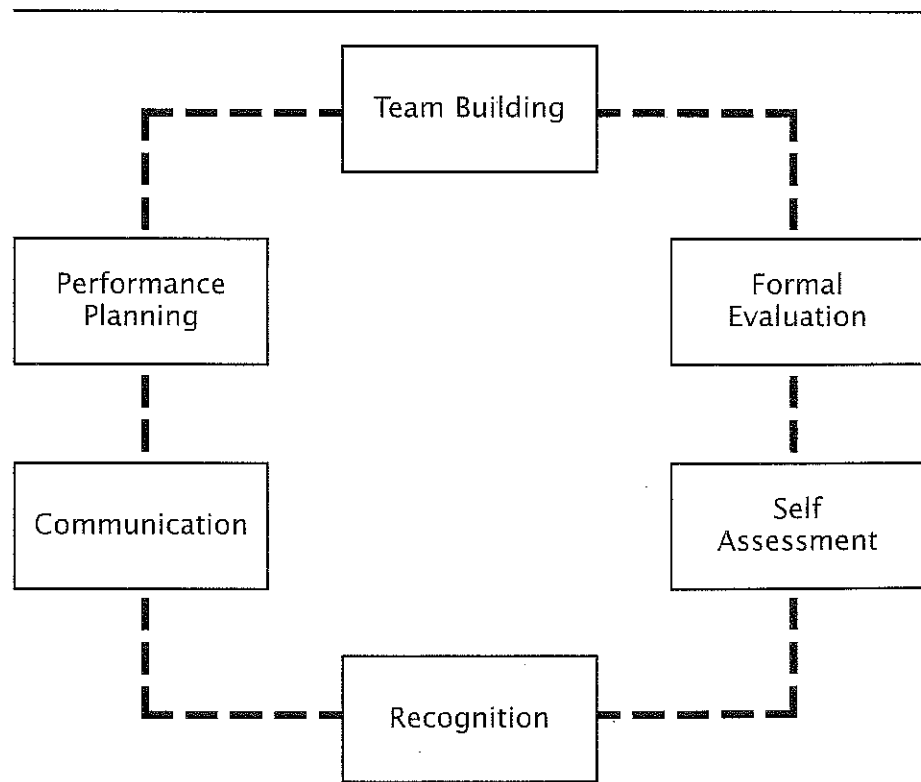 Team Building
Performance
Planning
Formal
Evaluation
Communication
Self
Assessment
Recognition